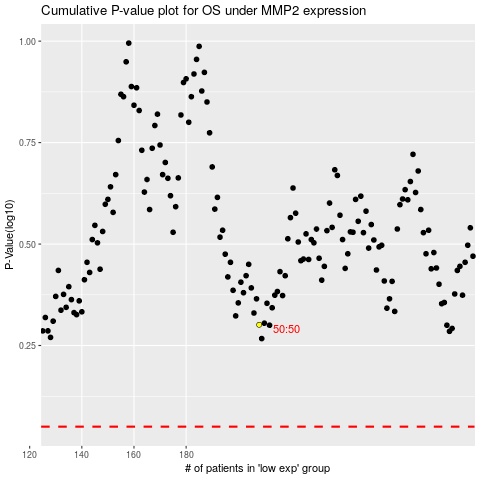 Cumulative P-value plot for OS under MMP2 expression
P-Value(log10)
1.00
0.75
0.50
0.25
50:50
120 140 160 180
# of patients in 'low exp' group